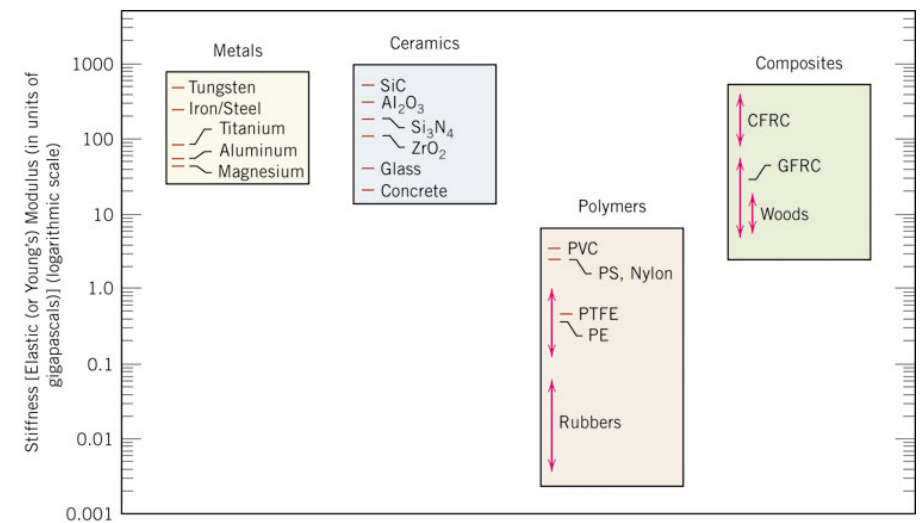 Stiffness [Elastic (or Young's) Modulus (in units of
gigapascals)] (logarithmic scale)
1000
100
10
1.0
0.1
0.01
0.001
Metals
Tungsten
Iron/Steel
Titanium
Aluminum
Magnesium
Ceramics
SiC
Al₂O₃
Si₃N₄
ZrO₂
Glass
Concrete
Polymers
PVC
PS, Nylon
PTFE
PE
Rubbers
Composites
CFRC
GFRC
Woods